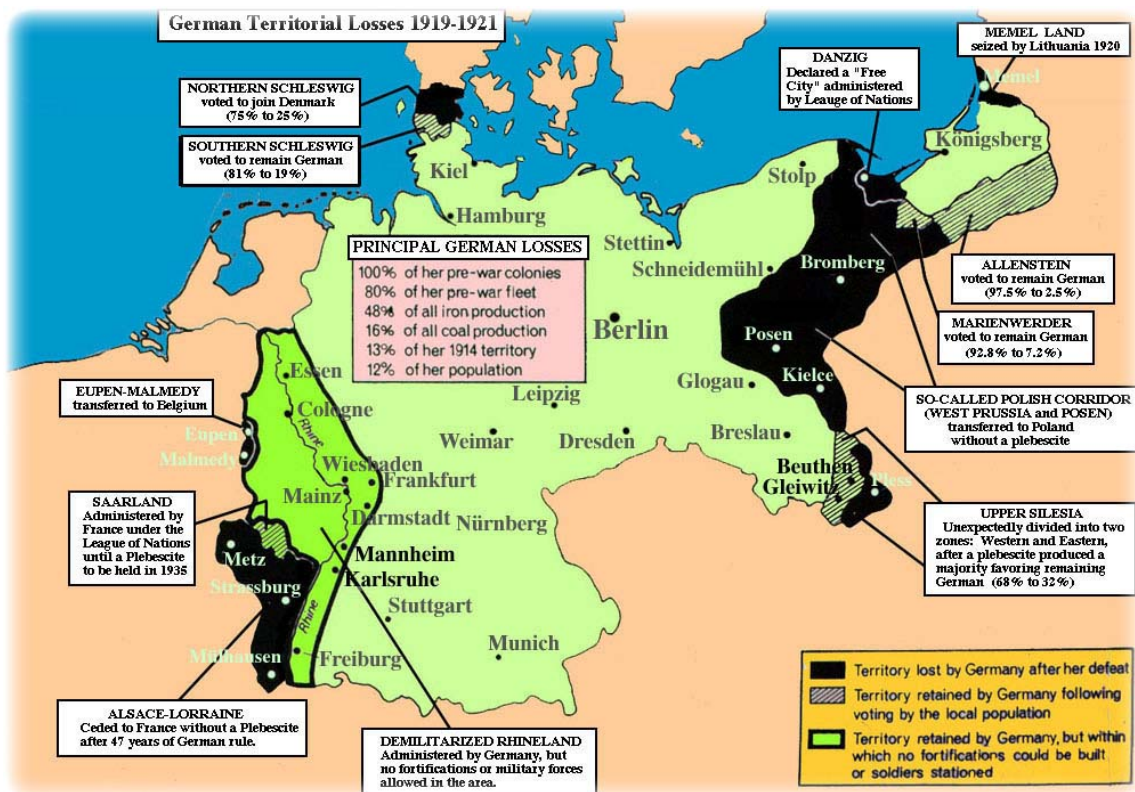 German Territorial Losses 1919-1921
MEMEL LAND
seized by Lithuania 1920
DANZIG
Declared a "Free
City" administered
by Leauge of Nations
NORTHERN SCHLESWIG
voted to join Denmark
(75% to 25%)
SOUTHERN SCHLESWIG
voted to remain German
(81% to 19%)
Memel
Königsberg
Kiel
Stolp
Hamburg
Stettin
Schneidemühl
Bromberg
PRINCIPAL GERMAN LOSSES
100% of her pre-war colonies
80% of her pre-war fleet
48% of all iron production
16% of all coal production
13% of her 1914 territory
12% of her population
Berlin
ALLENSTEIN
voted to remain German
(97.5% to 2.5%)
MARIENWERDER
voted to remain German
(92.8% to 7.2%)
Posen
Kielce
Glogau
Essen
Leipzig
EUPEN-MALMEDY
transferred to Belgium
SO-CALLED POLISH CORRIDOR
(WEST PRUSSIA and POSEN)
transferred to Poland
without a plebescite
Cologne
Rhine
Eupen
Malmedy
Weimar
Dresden
Breslau
Wiesbaden
Frankfurt
Mainz
Darmstadt
Nürnberg
Beuthen
Gleiwitz
Pless
SAARLAND
Administered by
France under the
League of Nations
until a Plebescite
to be held in 1935
UPPER SILESIA
Unexpectedly divided into two
zones: Western and Eastern,
after a plebescite produced a
majority favoring remaining
German (68% to 32%)
Metz
Mannheim
Karlsruhe
Strassburg
Stuttgart
Rhine
Munich
Mülhausen
Freiburg
ALSACE-LORRAINE
Ceded to France without a Plebescite
after 47 years of German rule.
DEMILITARIZED RHINELAND
Administered by Germany, but
no fortifications or military forces
allowed in the area.
Territory lost by Germany after her defeat
Territory retained by Germany following
voting by the local population
Territory retained by Germany, but within
which no fortifications could be built
or soldiers stationed